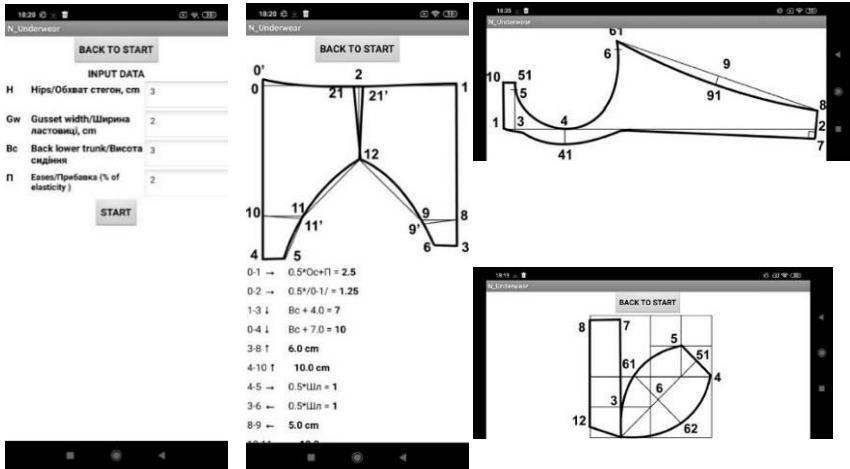 18:20
N_Underwear
BACK TO START
INPUT DATA
H Hips/Обхват стегон, cm 3
Gw Gusset width/Ширина ластовиці, cm 2
Bc Back lower trunk/Висота сидіння 3
П Eases/Прибавка (% of elasticity ) 2
START
18:20
N_Underwear
BACK TO START
0' 2
0 21 21' 1
12
10 11 9 8
11' 9'
4 5 6 3
0-1 → 0.5*Ос+П = 2.5
0-2 → 0.5*/0-1/ = 1.25
1-3 ↓ Вс + 4.0 = 7
0-4 ↓ Вс + 7.0 = 10
3-8 ↑ 6.0 cm
4-10 ↑ 10.0 cm
4-5 → 0.5*Шл = 1
3-6 ← 0.5*Шл = 1
8-9 ← 5.0 cm
N_Underwear
61
6 9
10 51
5 91 8
1 3 4 2
41 7
18:19
N_Underwear
BACK TO START
8 7
5
61 51
6 4
3
12 62